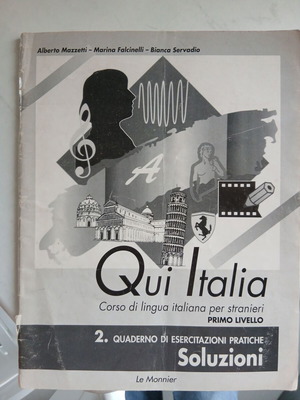 Alberto Mazzetti – Marina Falcinelli – Bianca Servadio
A
Qui Italia
Corso di lingua italiana per stranieri
PRIMO LIVELLO
2. QUADERNO DI ESERCITAZIONI PRATICHE
Soluzioni
Le Monnier